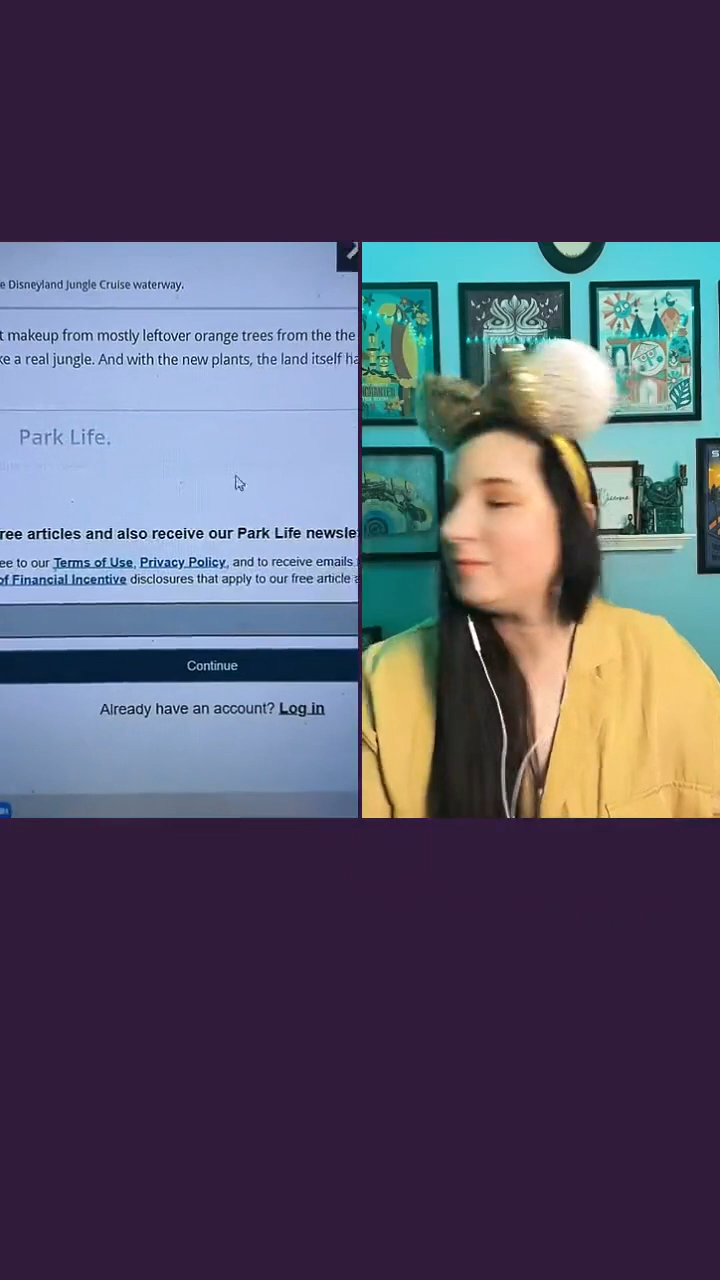 e Disneyland Jungle Cruise waterway.
t makeup from mostly leftover orange trees from the the
ke a real jungle. And with the new plants, the land itself ha
Park Life.
ree articles and also receive our Park Life newsle
ee to our Terms of Use, Privacy Policy, and to receive emails
of Financial Incentive disclosures that apply to our free article a
Continue
Already have an account? Log in